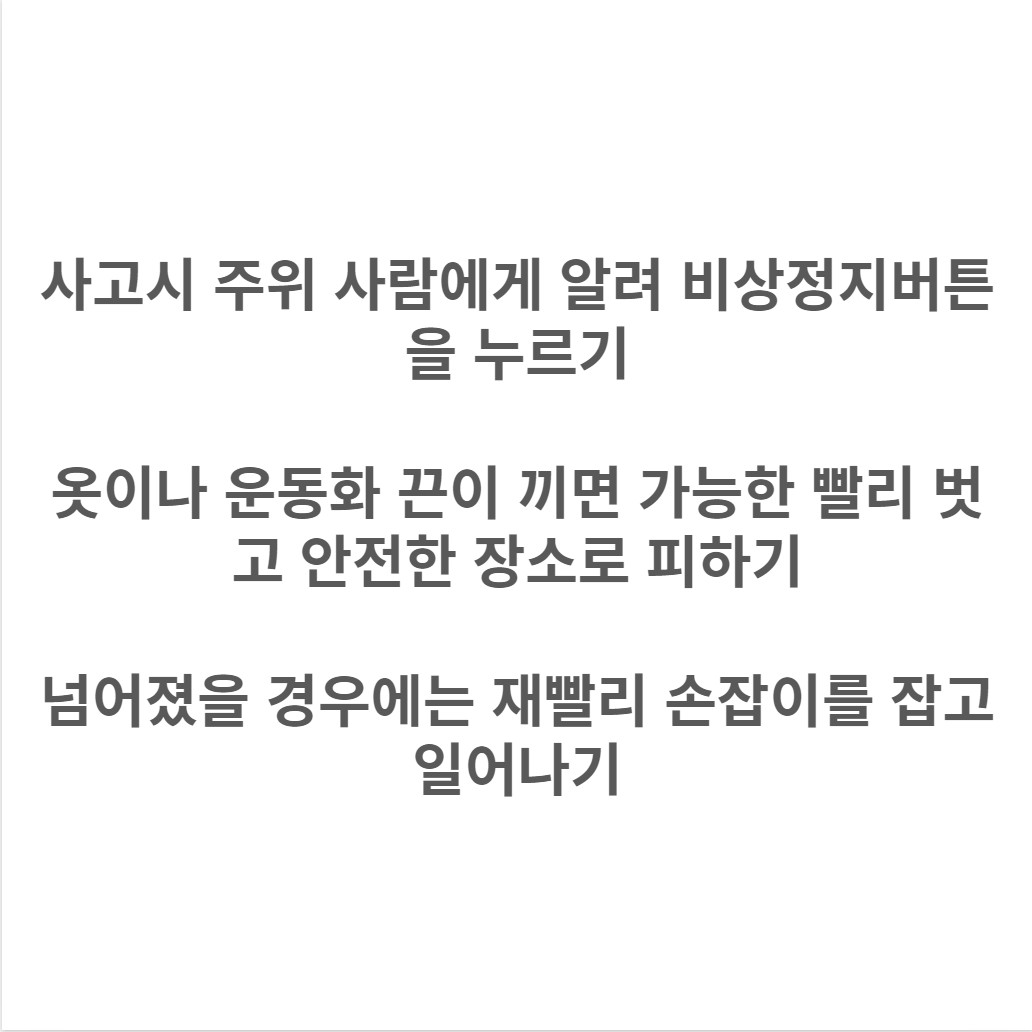 사고시 주위 사람에게 알려 비상정지버튼
을 누르기
옷이나 운동화 끈이 끼면 가능한 빨리 벗
고 안전한 장소로 피하기
넘어졌을 경우에는 재빨리 손잡이를 잡고
일어나기